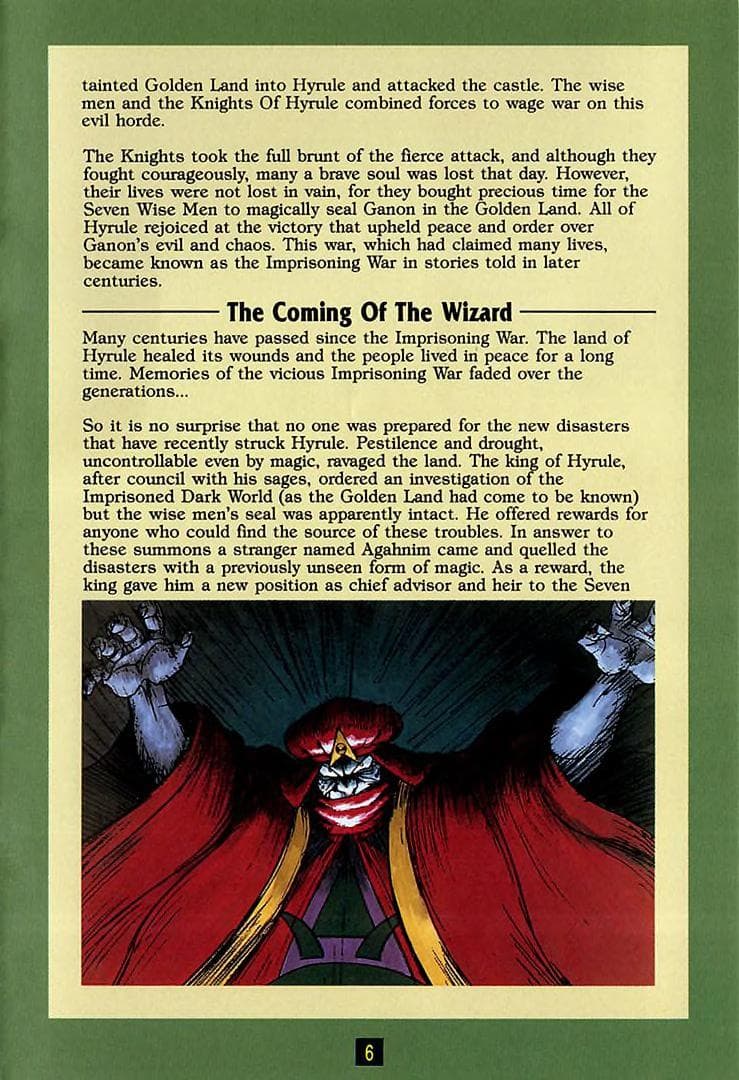 tainted Golden Land into Hyrule and attacked the castle. The wise
men and the Knights Of Hyrule combined forces to wage war on this
evil horde.
The Knights took the full brunt of the fierce attack, and although they
fought courageously, many a brave soul was lost that day. However,
their lives were not lost in vain, for they bought precious time for the
Seven Wise Men to magically seal Ganon in the Golden Land. All of
Hyrule rejoiced at the victory that upheld peace and order over
Ganon's evil and chaos. This war, which had claimed many lives,
became known as the Imprisoning War in stories told in later
centuries.
The Coming Of The Wizard
Many centuries have passed since the Imprisoning War. The land of
Hyrule healed its wounds and the people lived in peace for a long
time. Memories of the vicious Imprisoning War faded over the
generations...
So it is no surprise that no one was prepared for the new disasters
that have recently struck Hyrule. Pestilence and drought,
uncontrollable even by magic, ravaged the land. The king of Hyrule,
after council with his sages, ordered an investigation of the
Imprisoned Dark World (as the Golden Land had come to be known)
but the wise men's seal was apparently intact. He offered rewards for
anyone who could find the source of these troubles. In answer to
these summons a stranger named Agahnim came and quelled the
disasters with a previously unseen form of magic. As a reward, the
king gave him a new position as chief advisor and heir to the Seven
6